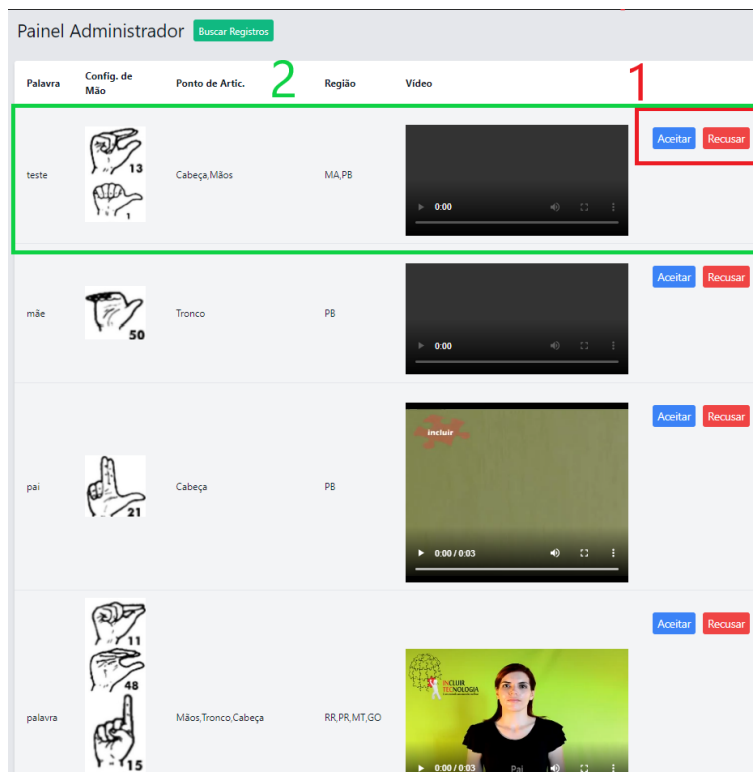 Painel Administrador Buscar Registros
2
1
Palavra Config. de Mão Ponto de Artic. Região Vídeo
teste 13 1 Cabeça,Mãos MA,PB 0:00 Aceitar Recusar
mãe 50 Tronco PB 0:00 Aceitar Recusar
pai 21 Cabeça PB incluir 0:00 / 0:03 Aceitar Recusar
palavra 11 48 15 Mãos,Tronco,Cabeça RR,PR,MT,GO INCLUIR TECNOLOGIA 0:00 / 0:03 Pai Aceitar Recusar